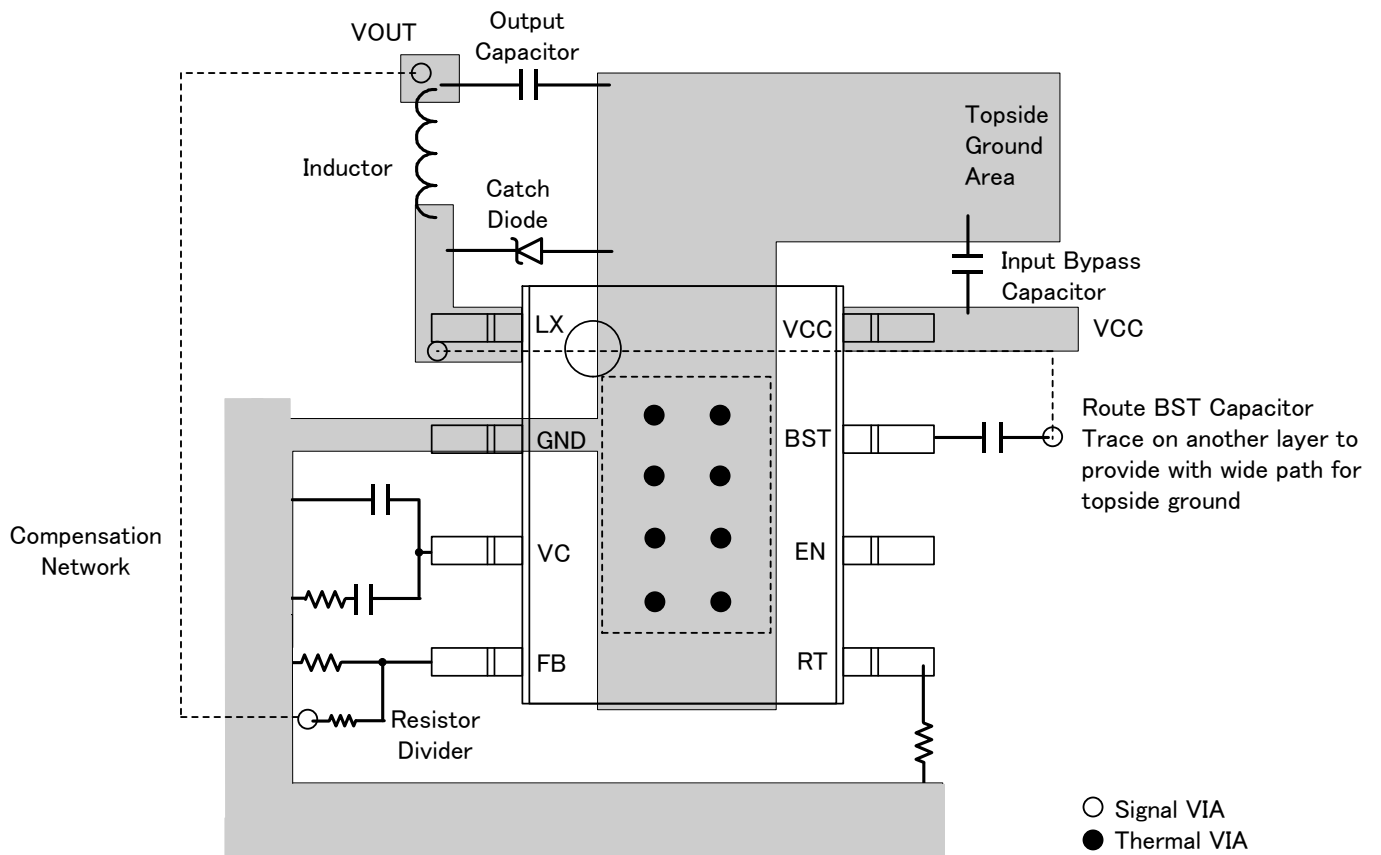 VOUT
Output
Capacitor
Topside
Ground
Area
Inductor
Catch
Diode
Input Bypass
Capacitor
LX
VCC
VCC
GND
BST
Route BST Capacitor
Trace on another layer to
provide with wide path for
topside ground
Compensation
Network
VC
EN
FB
RT
Resistor
Divider
Signal VIA
Thermal VIA